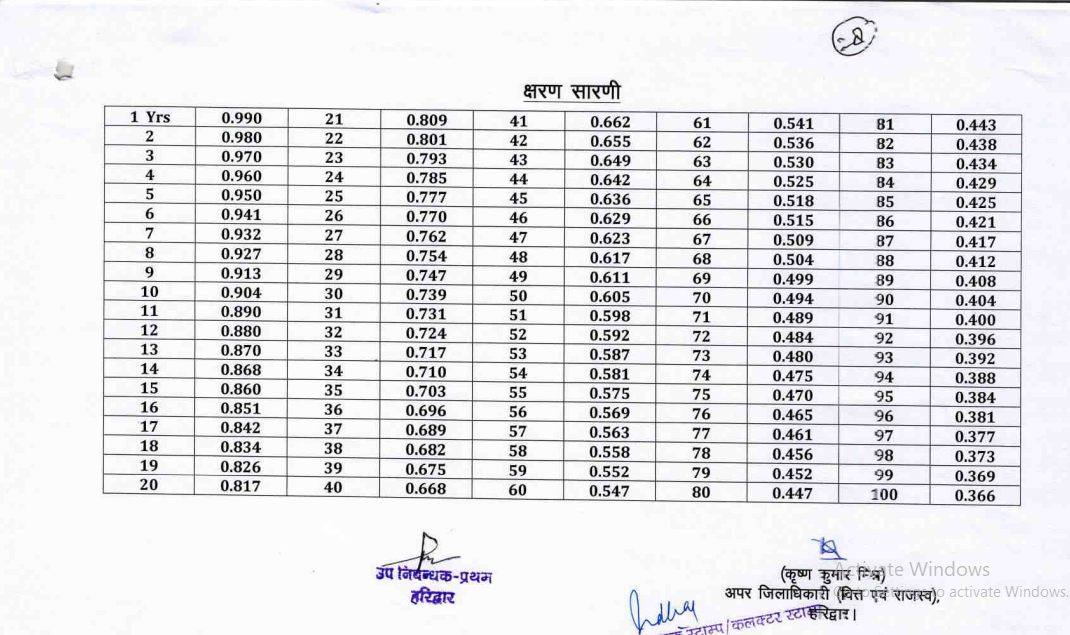 8
क्षरण सारणी
1 Yrs 0.990 21 0.809 41 0.662 61 0.541 81 0.443
2 0.980 22 0.801 42 0.655 62 0.536 82 0.438
3 0.970 23 0.793 43 0.649 63 0.530 83 0.434
4 0.960 24 0.785 44 0.642 64 0.525 84 0.429
5 0.950 25 0.777 45 0.636 65 0.518 85 0.425
6 0.941 26 0.770 46 0.629 66 0.515 86 0.421
7 0.932 27 0.762 47 0.623 67 0.509 87 0.417
8 0.927 28 0.754 48 0.617 68 0.504 88 0.412
9 0.913 29 0.747 49 0.611 69 0.499 89 0.408
10 0.904 30 0.739 50 0.605 70 0.494 90 0.404
11 0.890 31 0.731 51 0.598 71 0.489 91 0.400
12 0.880 32 0.724 52 0.592 72 0.484 92 0.396
13 0.870 33 0.717 53 0.587 73 0.480 93 0.392
14 0.868 34 0.710 54 0.581 74 0.475 94 0.388
15 0.860 35 0.703 55 0.575 75 0.470 95 0.384
16 0.851 36 0.696 56 0.569 76 0.465 96 0.381
17 0.842 37 0.689 57 0.563 77 0.461 97 0.377
18 0.834 38 0.682 58 0.558 78 0.456 98 0.373
19 0.826 39 0.675 59 0.552 79 0.452 99 0.369
20 0.817 40 0.668 60 0.547 80 0.447 100 0.366
उप निबन्धक-प्रथम
हरिद्वार
(कृष्ण कुमार मिश्र)
अपर जिलाधिकारी (वित्त एवं राजस्व),
हरिद्वार।
स्टाम्प/कलक्टर
Activate Windows
to activate Windows.